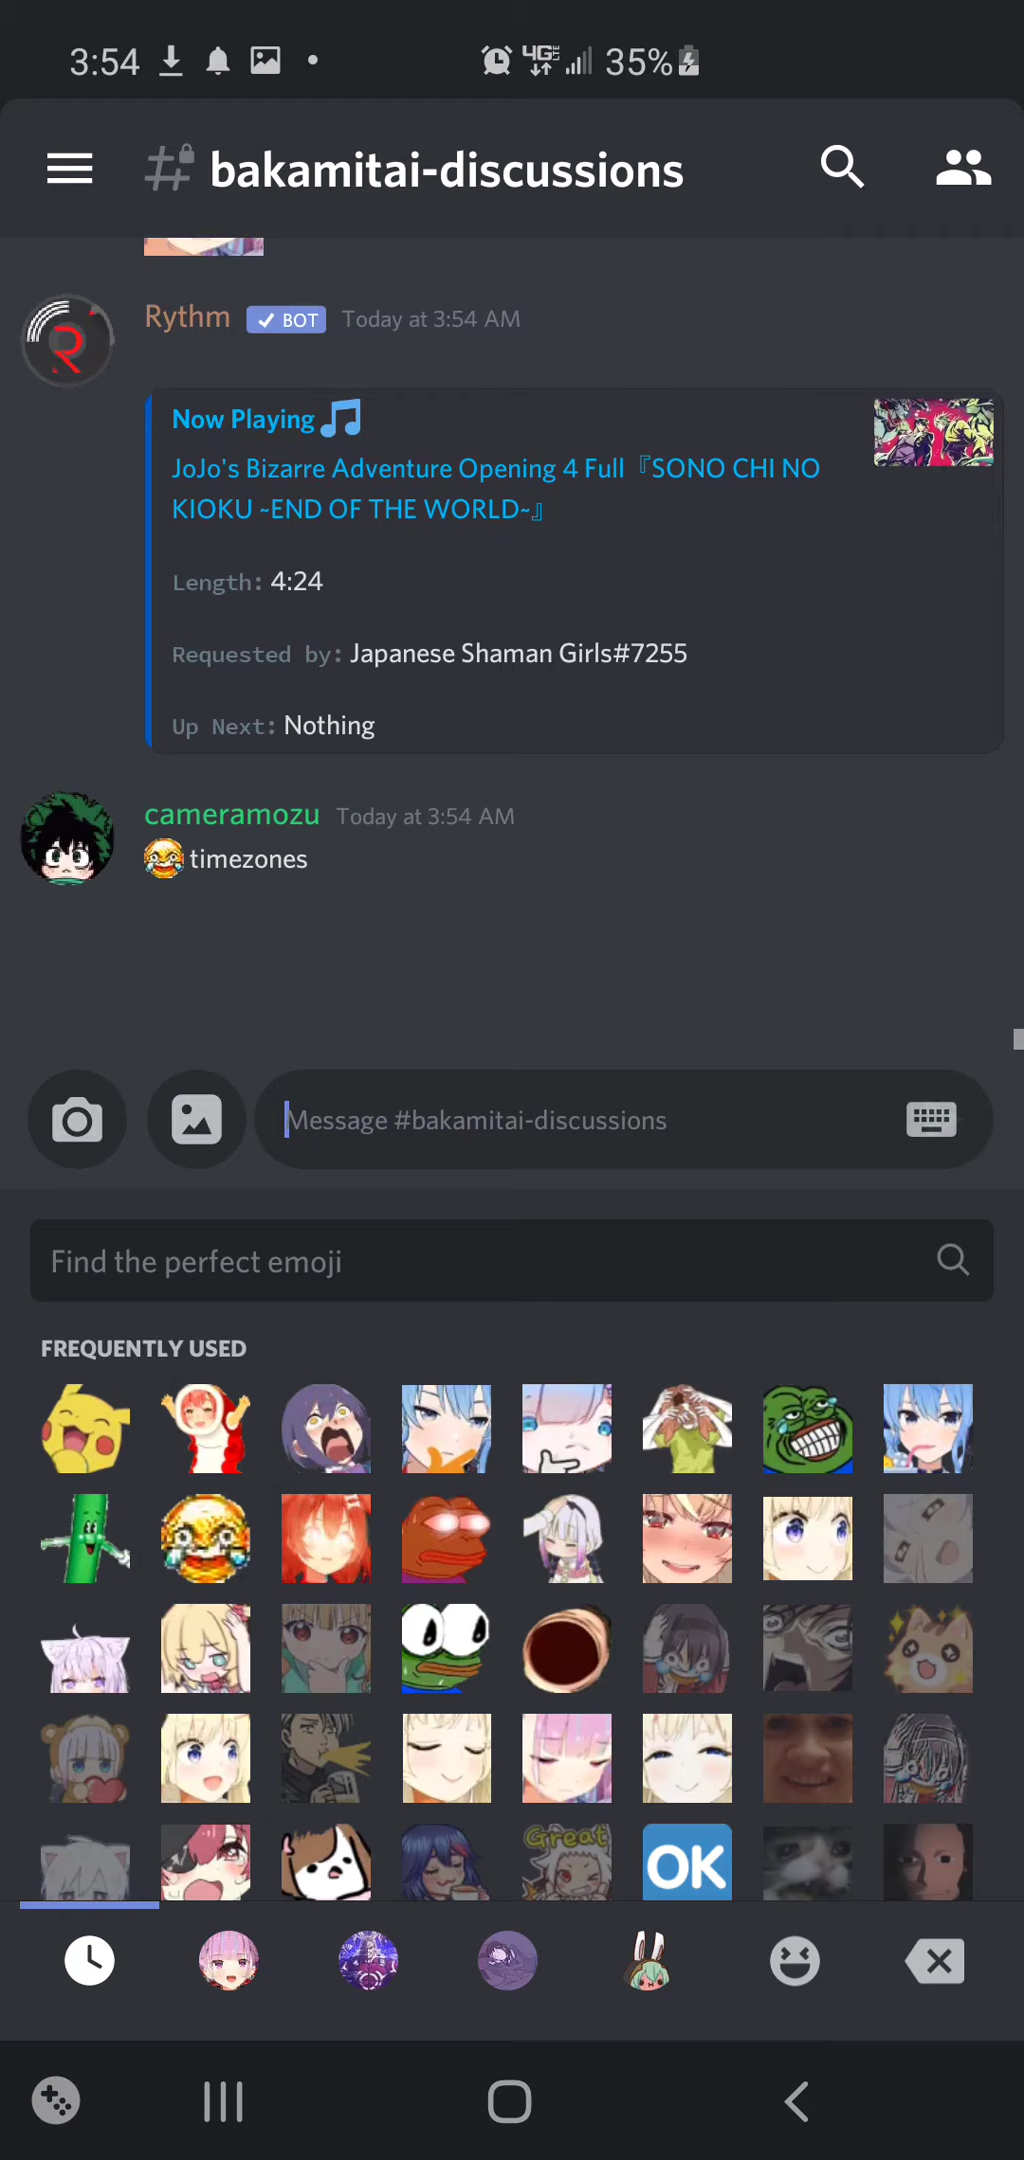 3:54 4G LTE 35%
bakamitai-discussions
Rythm BOT Today at 3:54 AM
Now Playing
JoJo's Bizarre Adventure Opening 4 Full『SONO CHI NO
KIOKU ~END OF THE WORLD~』
Length: 4:24
Requested by: Japanese Shaman Girls#7255
Up Next: Nothing
cameramozu Today at 3:54 AM
timezones
Message #bakamitai-discussions
Find the perfect emoji
FREQUENTLY USED
Great
OK